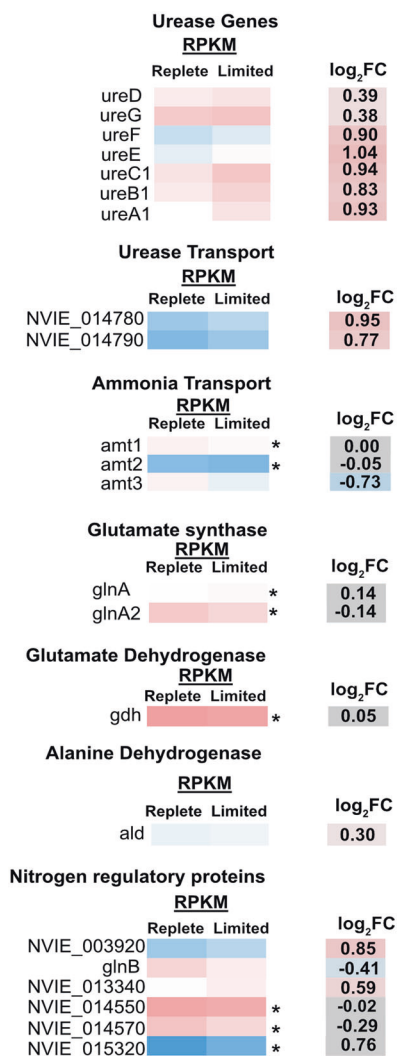 Urease Genes
RPKM
Replete Limited log2FC
ureD 0.39
ureG 0.38
ureF 0.90
ureE 1.04
ureC1 0.94
ureB1 0.83
ureA1 0.93
Urease Transport
RPKM
Replete Limited log2FC
NVIE_014780 0.95
NVIE_014790 0.77
Ammonia Transport
RPKM
Replete Limited log2FC
amt1 * 0.00
amt2 * -0.05
amt3 -0.73
Glutamate synthase
RPKM
Replete Limited log2FC
glnA * 0.14
glnA2 * -0.14
Glutamate Dehydrogenase
RPKM
Replete Limited log2FC
gdh * 0.05
Alanine Dehydrogenase
RPKM
Replete Limited log2FC
ald 0.30
Nitrogen regulatory proteins
RPKM
Replete Limited log2FC
NVIE_003920 0.85
glnB -0.41
NVIE_013340 0.59
NVIE_014550 * -0.02
NVIE_014570 * -0.29
NVIE_015320 * 0.76